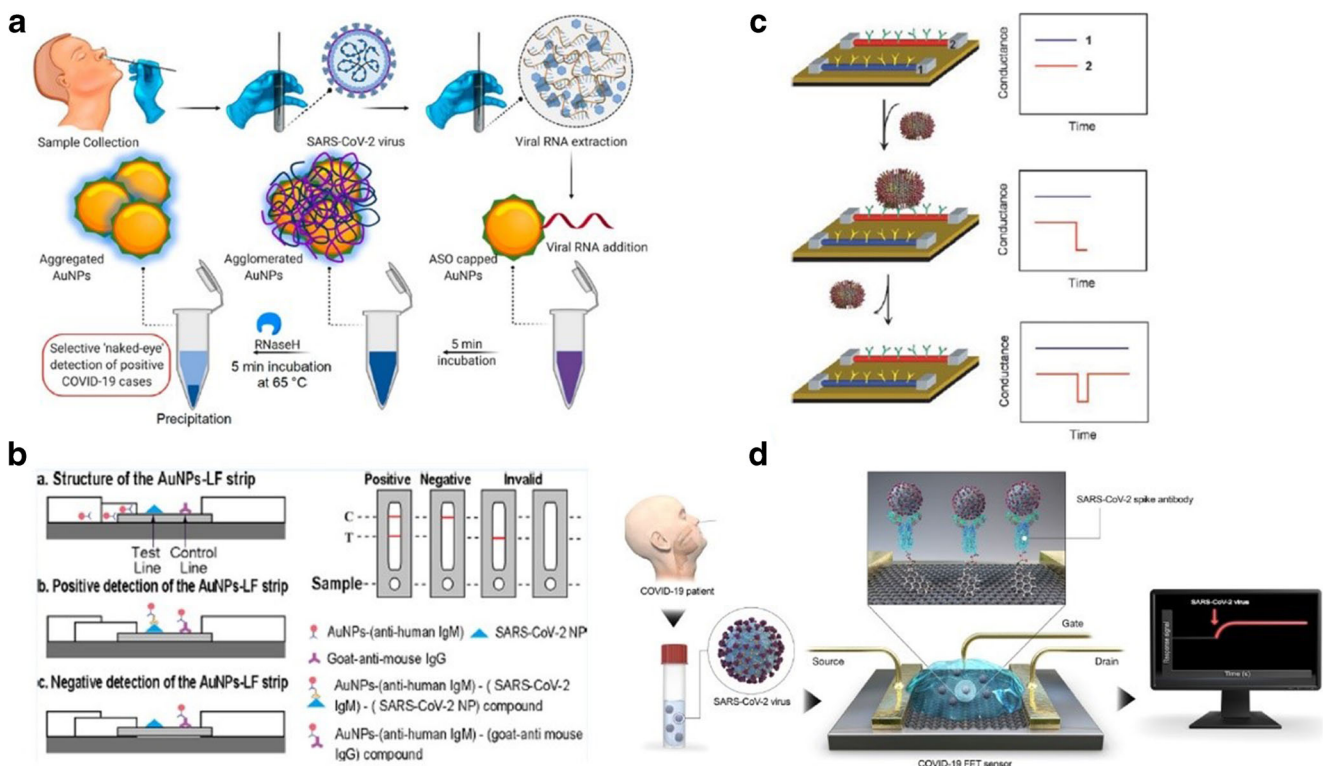 a
Sample Collection
SARS-CoV-2 virus
Viral RNA extraction
Aggregated
AuNPs
Agglomerated
AuNPs
ASO capped
AuNPs
Viral RNA addition
Selective 'naked-eye'
detection of positive
COVID-19 cases
RNaseH
5 min incubation
at 65 °C
5 min
incubation
Precipitation
b
a. Structure of the AuNPs-LF strip
Test
Line
Control
Line
b. Positive detection of the AuNPs-LF strip
c. Negative detection of the AuNPs-LF strip
Positive Negative Invalid
C
T
Sample
AuNPs-(anti-human IgM)
SARS-CoV-2 NP
Goat-anti-mouse IgG
AuNPs-(anti-human IgM) - ( SARS-CoV-2
IgM) - ( SARS-CoV-2 NP) compound
AuNPs-(anti-human IgM) - (goat-anti mouse
IgG) compound
c
2
1
Conductance
1
2
Time
Conductance
Time
Conductance
Time
d
COVID-19 patient
SARS-CoV-2 virus
SARS-CoV-2 spike antibody
Source
Gate
Drain
COVID-19 FET sensor
SARS-CoV-2 virus
Response signal
Time (s)